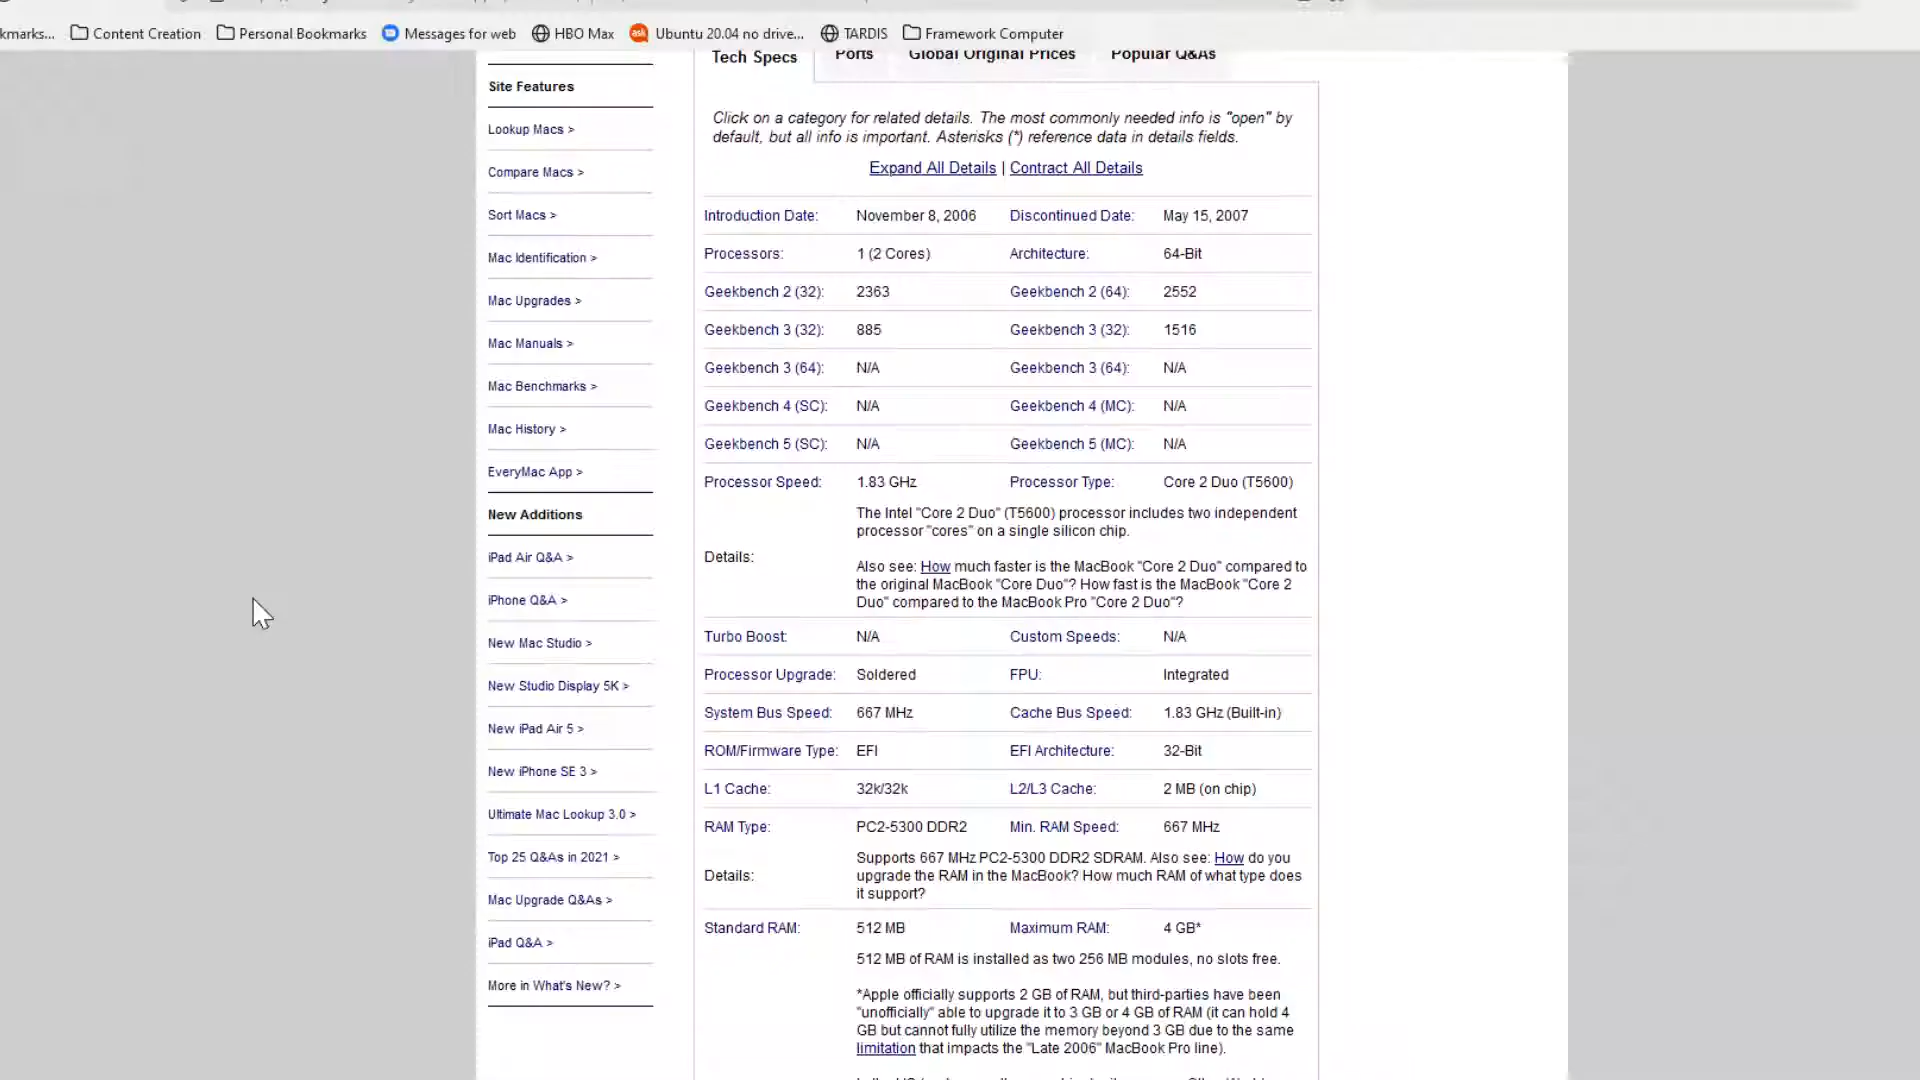 kmarks...
Content Creation
Personal Bookmarks
Messages for web
HBO Max
Ubuntu 20.04 no drive...
TARDIS
Framework Computer
Site Features
Lookup Macs >
Compare Macs >
Sort Macs >
Mac Identification >
Mac Upgrades >
Mac Manuals >
Mac Benchmarks >
Mac History >
EveryMac App >
New Additions
iPad Air Q&A >
iPhone Q&A >
New Mac Studio >
New Studio Display 5K >
New iPad Air 5 >
New iPhone SE 3 >
Ultimate Mac Lookup 3.0 >
Top 25 Q&As in 2021 >
Mac Upgrade Q&As >
iPad Q&A >
More in What's New? >
Tech Specs
Ports
Global Original Prices
Popular Q&As
Click on a category for related details. The most commonly needed info is "open" by
default, but all info is important. Asterisks (*) reference data in details fields.
Expand All Details | Contract All Details
Introduction Date: November 8, 2006 Discontinued Date: May 15, 2007
Processors: 1 (2 Cores) Architecture: 64-Bit
Geekbench 2 (32): 2363 Geekbench 2 (64): 2552
Geekbench 3 (32): 885 Geekbench 3 (32): 1516
Geekbench 3 (64): N/A Geekbench 3 (64): N/A
Geekbench 4 (SC): N/A Geekbench 4 (MC): N/A
Geekbench 5 (SC): N/A Geekbench 5 (MC): N/A
Processor Speed: 1.83 GHz Processor Type: Core 2 Duo (T5600)
Details:
The Intel "Core 2 Duo" (T5600) processor includes two independent
processor "cores" on a single silicon chip.
Also see: How much faster is the MacBook "Core 2 Duo" compared to
the original MacBook "Core Duo"? How fast is the MacBook "Core 2
Duo" compared to the MacBook Pro "Core 2 Duo"?
Turbo Boost: N/A Custom Speeds: N/A
Processor Upgrade: Soldered FPU: Integrated
System Bus Speed: 667 MHz Cache Bus Speed: 1.83 GHz (Built-in)
ROM/Firmware Type: EFI EFI Architecture: 32-Bit
L1 Cache: 32k/32k L2/L3 Cache: 2 MB (on chip)
RAM Type: PC2-5300 DDR2 Min. RAM Speed: 667 MHz
Details:
Supports 667 MHz PC2-5300 DDR2 SDRAM. Also see: How do you
upgrade the RAM in the MacBook? How much RAM of what type does
it support?
Standard RAM: 512 MB Maximum RAM: 4 GB*
512 MB of RAM is installed as two 256 MB modules, no slots free.
*Apple officially supports 2 GB of RAM, but third-parties have been
"unofficially" able to upgrade it to 3 GB or 4 GB of RAM (it can hold 4
GB but cannot fully utilize the memory beyond 3 GB due to the same
limitation that impacts the "Late 2006" MacBook Pro line).